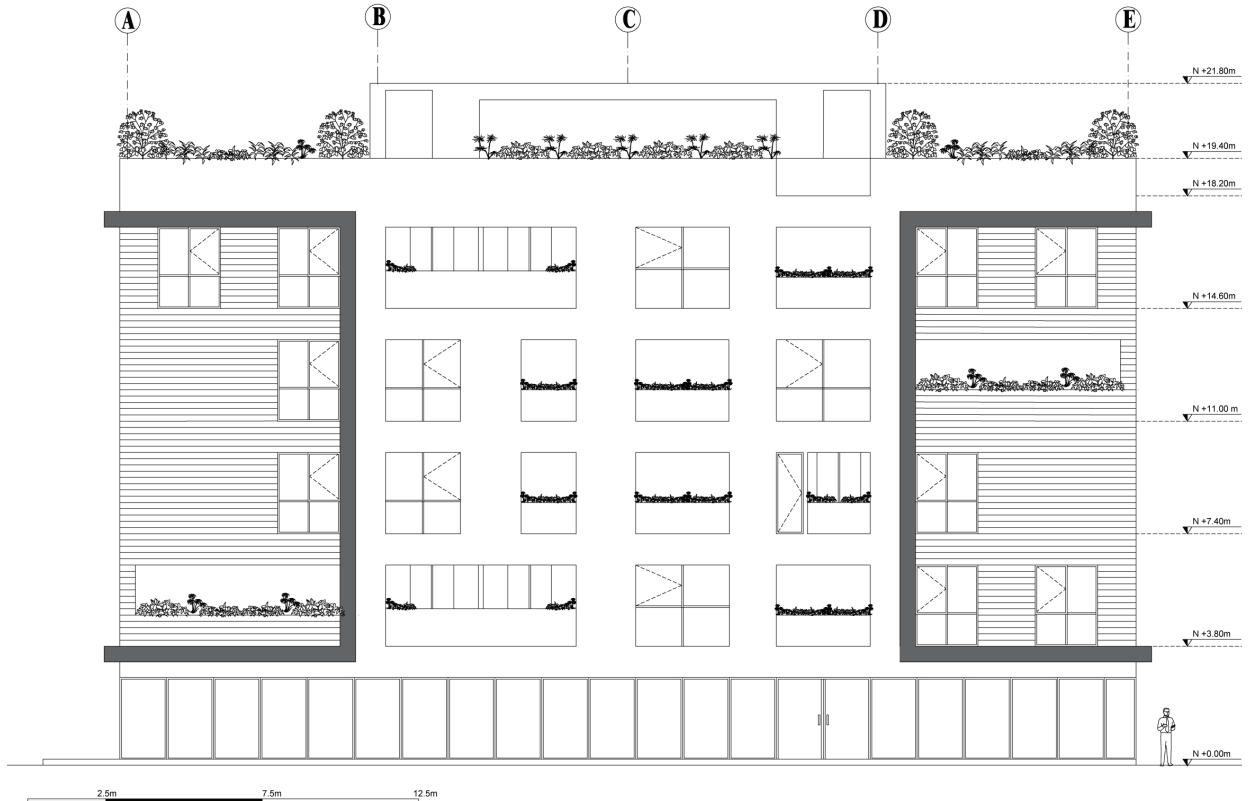 A B C D E
N +21.80m
N +19.40m
N +18.20m
N +14.60m
N +11.00 m
N +7.40m
N +3.80m
N +0.00m
2.5m 7.5m 12.5m